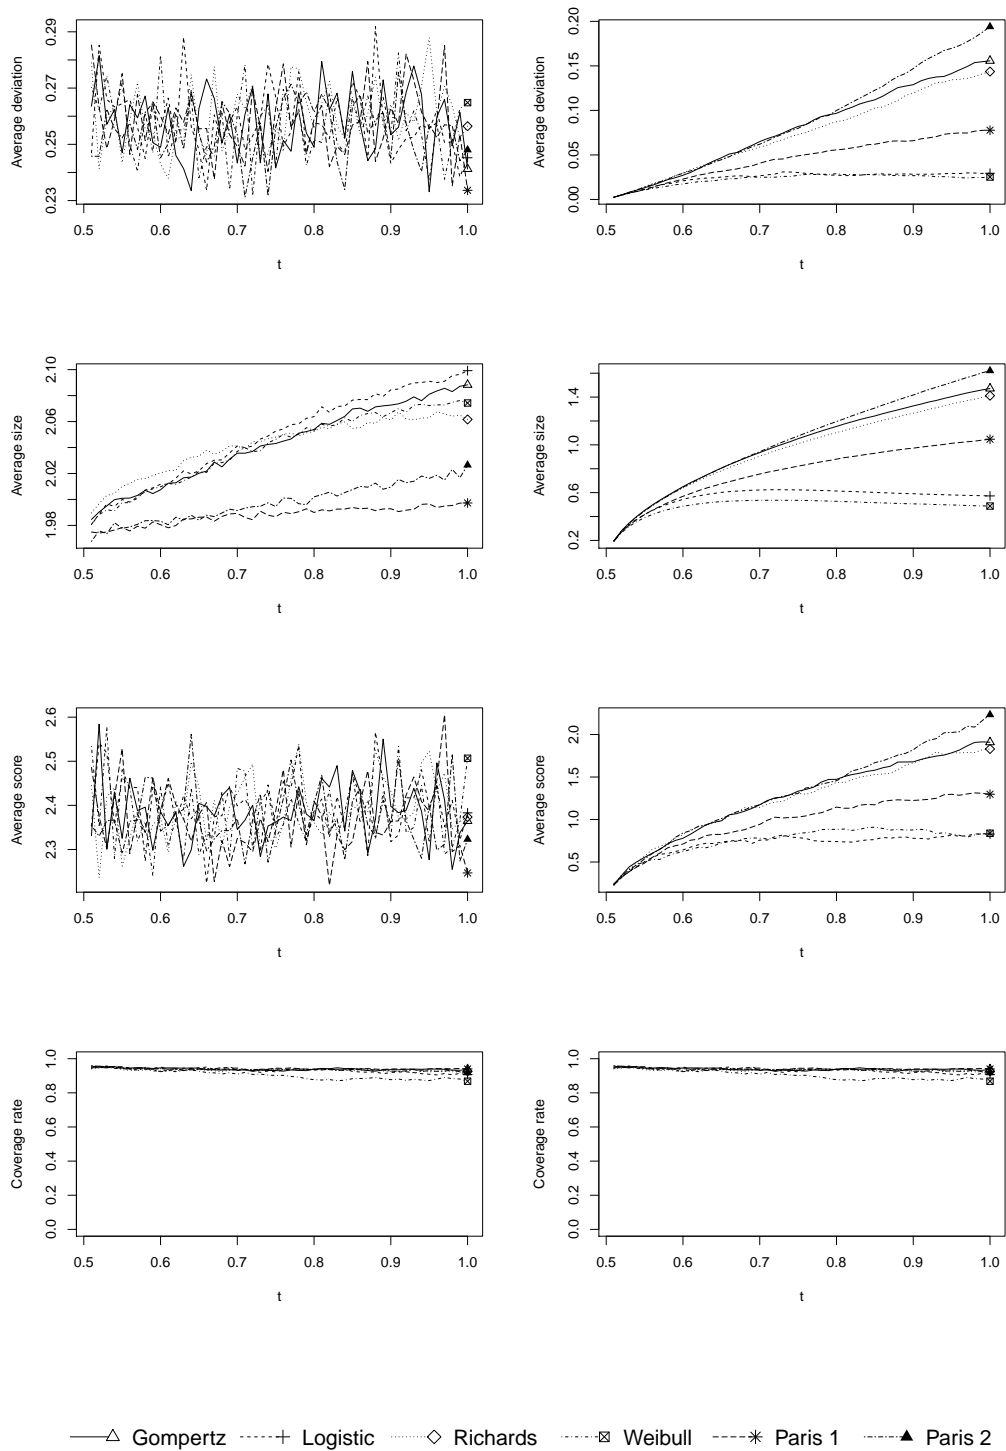 Average deviation
0.23 0.25 0.27 0.29
0.5 0.6 0.7 0.8 0.9 1.0
t
Average deviation
0.00 0.05 0.10 0.15 0.20
0.5 0.6 0.7 0.8 0.9 1.0
t
Average size
1.98 2.02 2.06 2.10
0.5 0.6 0.7 0.8 0.9 1.0
t
Average size
0.2 0.6 1.0 1.4
0.5 0.6 0.7 0.8 0.9 1.0
t
Average score
2.3 2.4 2.5 2.6
0.5 0.6 0.7 0.8 0.9 1.0
t
Average score
0.5 1.0 1.5 2.0
0.5 0.6 0.7 0.8 0.9 1.0
t
Coverage rate
0.0 0.2 0.4 0.6 0.8 1.0
0.5 0.6 0.7 0.8 0.9 1.0
t
Coverage rate
0.0 0.2 0.4 0.6 0.8 1.0
0.5 0.6 0.7 0.8 0.9 1.0
t
Gompertz Logistic Richards Weibull Paris 1 Paris 2